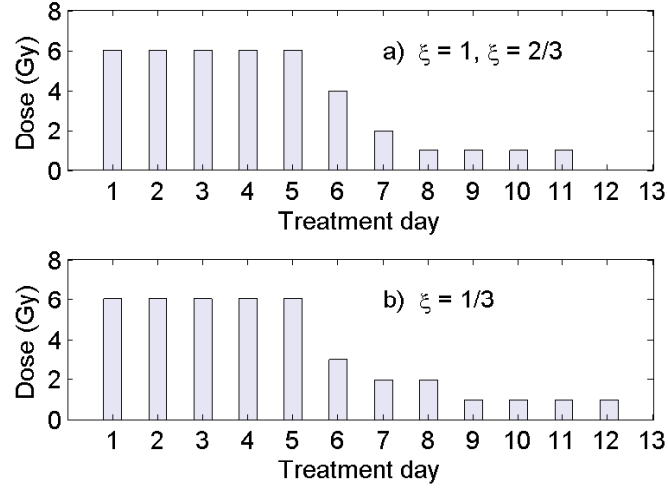 8
6
4
2
0
Dose (Gy)
a) ξ = 1, ξ = 2/3
1 2 3 4 5 6 7 8 9 10 11 12 13
Treatment day
8
6
4
2
0
Dose (Gy)
b) ξ = 1/3
1 2 3 4 5 6 7 8 9 10 11 12 13
Treatment day